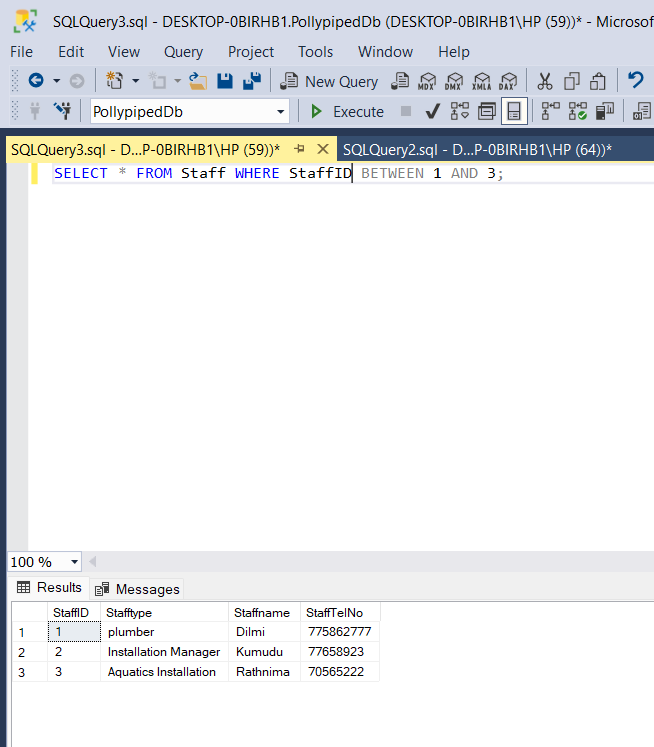 SQLQuery3.sql - DESKTOP-0BIRHB1.PollypipedDb (DESKTOP-0BIRHB1\HP (59))* - Microsof
File Edit View Query Project Tools Window Help
New Query MDX DMX XMLA DAX
PollypipedDb Execute
SQLQuery3.sql - D...P-0BIRHB1\HP (59))* SQLQuery2.sql - D...P-0BIRHB1\HP (64))*
SELECT * FROM Staff WHERE StaffID BETWEEN 1 AND 3;
100 %
Results Messages
StaffID Stafftype Staffname StaffTelNo
1 1 plumber Dilmi 775862777
2 2 Installation Manager Kumudu 77658923
3 3 Aquatics Installation Rathnima 70565222